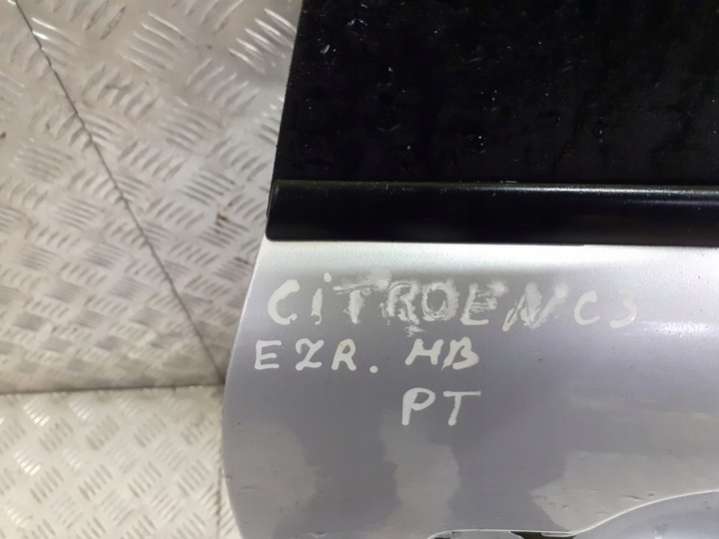 CITROEN C3
EZR. HB
PT